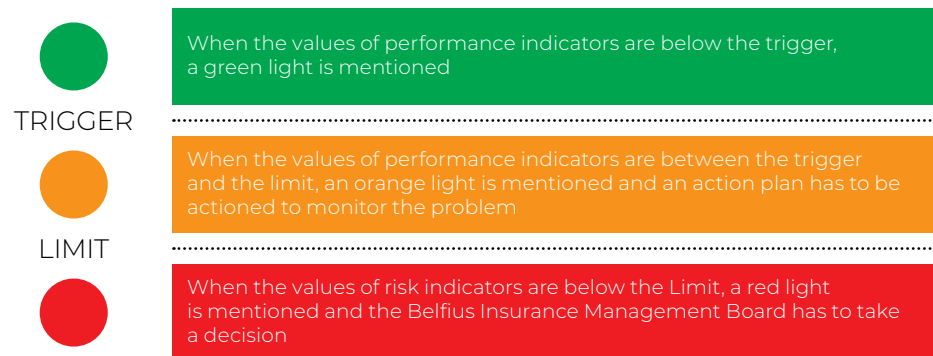 When the values of performance indicators are below the trigger,
a green light is mentioned
TRIGGER
When the values of performance indicators are between the trigger
and the limit, an orange light is mentioned and an action plan has to be
actioned to monitor the problem
LIMIT
When the values of risk indicators are below the Limit, a red light
is mentioned and the Belfius Insurance Management Board has to take
a decision